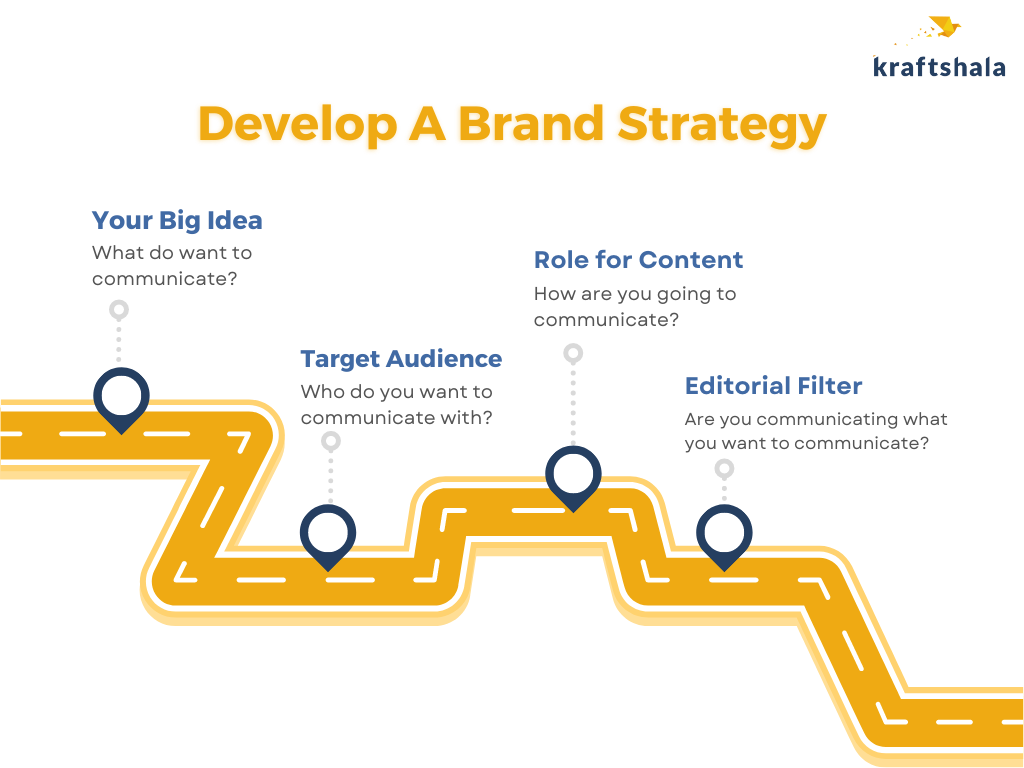 kraftshala
Develop A Brand Strategy
Your Big Idea
What do want to
communicate?
Target Audience
Who do you want to
communicate with?
Role for Content
How are you going to
communicate?
Editorial Filter
Are you communicating what
you want to communicate?